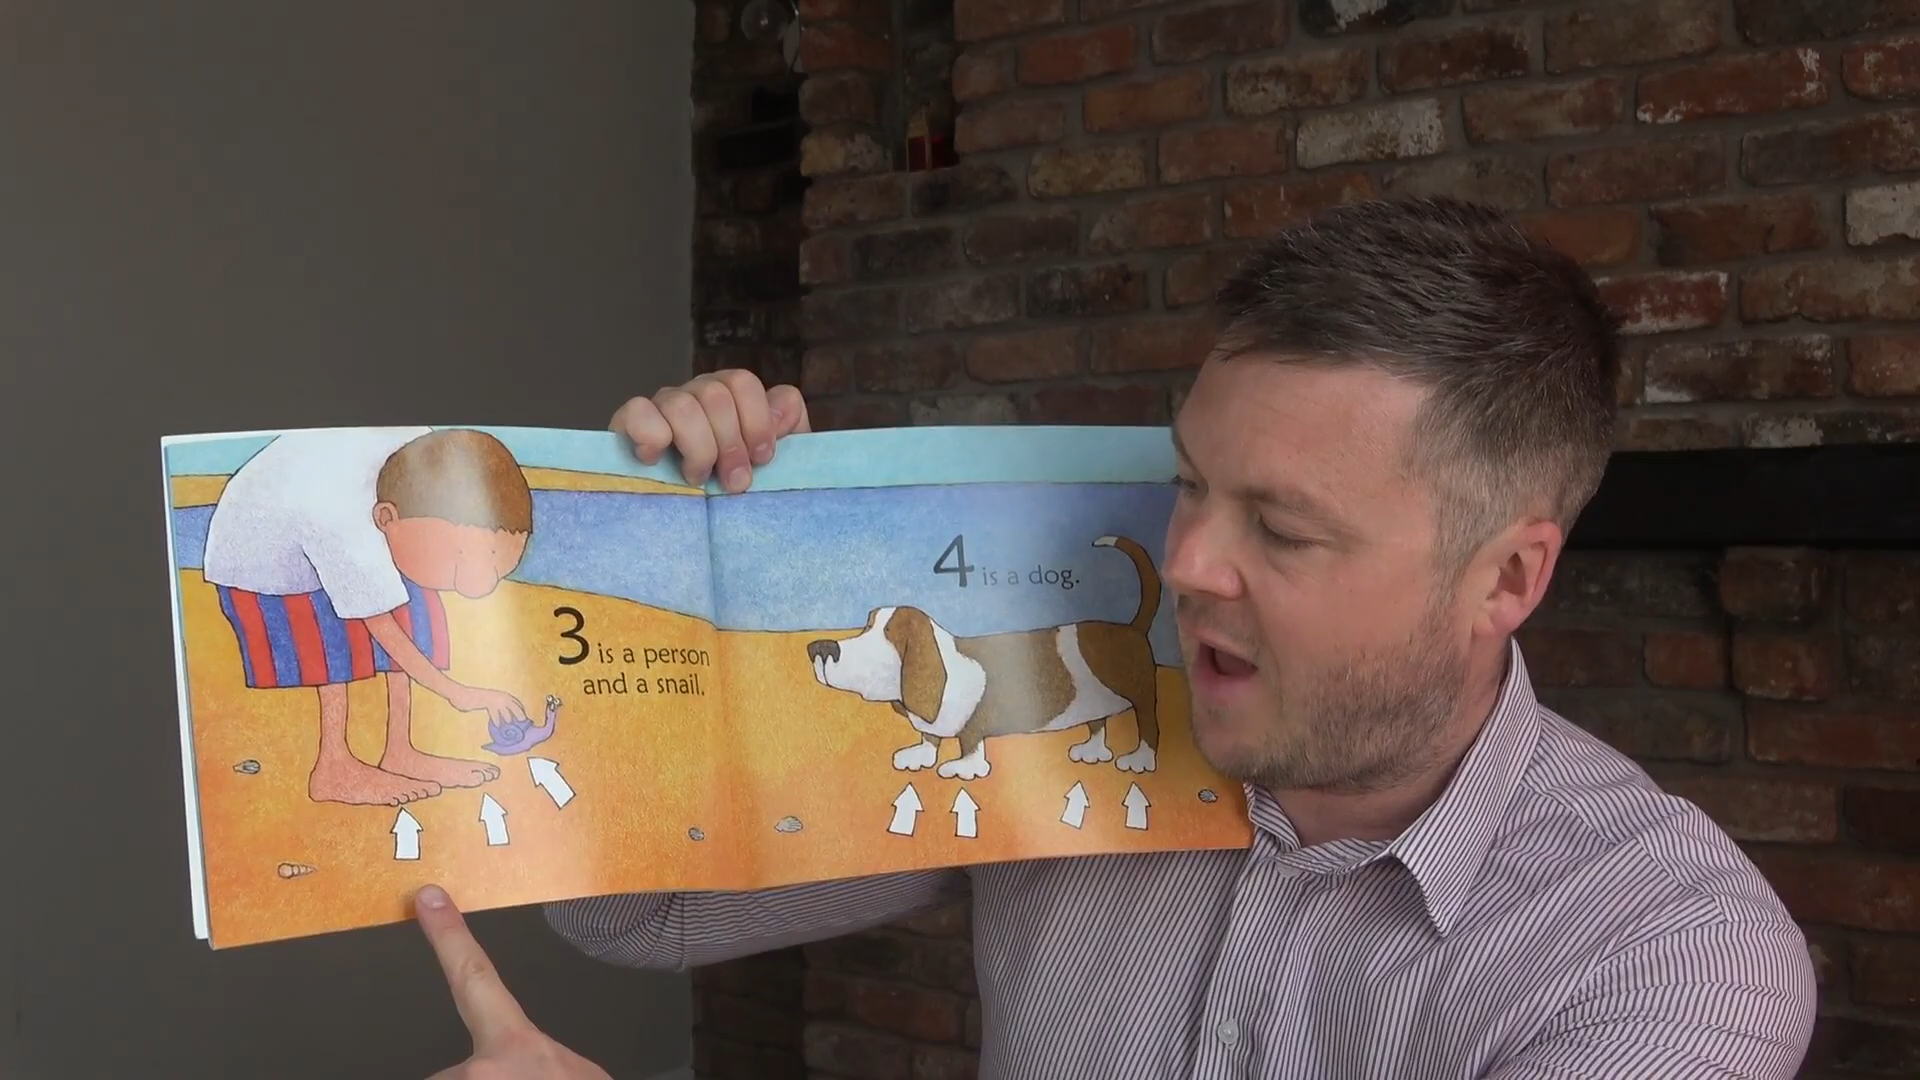 3 is a person
and a snail.
4 is a dog.